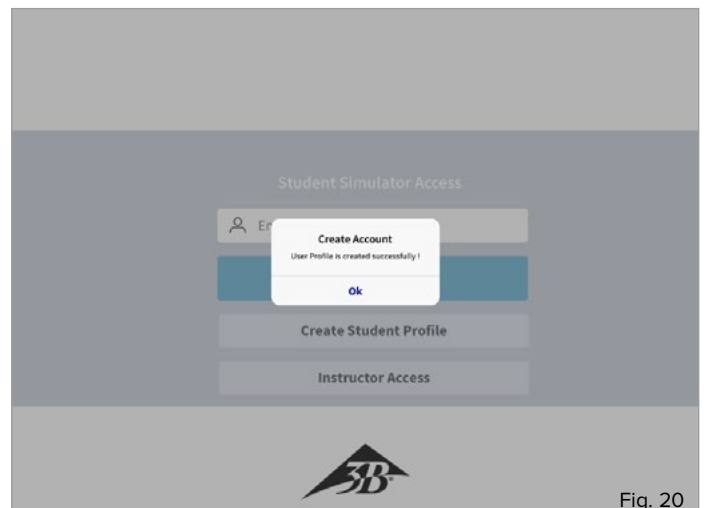 Student Simulator Access
Create Account
User Profile is created successfully !
Ok
Create Student Profile
Instructor Access
3B
Fig. 20